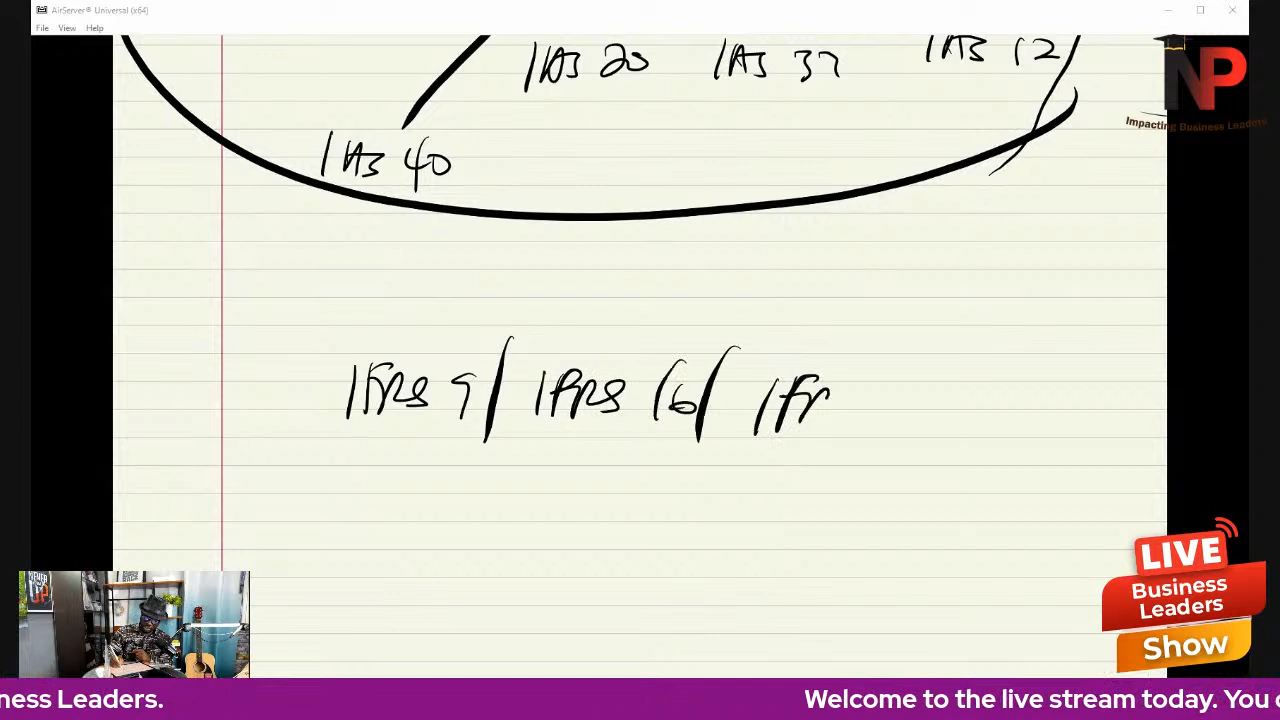 AirServer® Universal (x64)
File View Help
IAS 20 IAS 37 IAS 12
NP
Impacting Business Leaders
IAS 40
IFRS 9/ IFRS 16/ IFr
LIVE
Business
Leaders
Show
ness Leaders. Welcome to the live stream today. You c